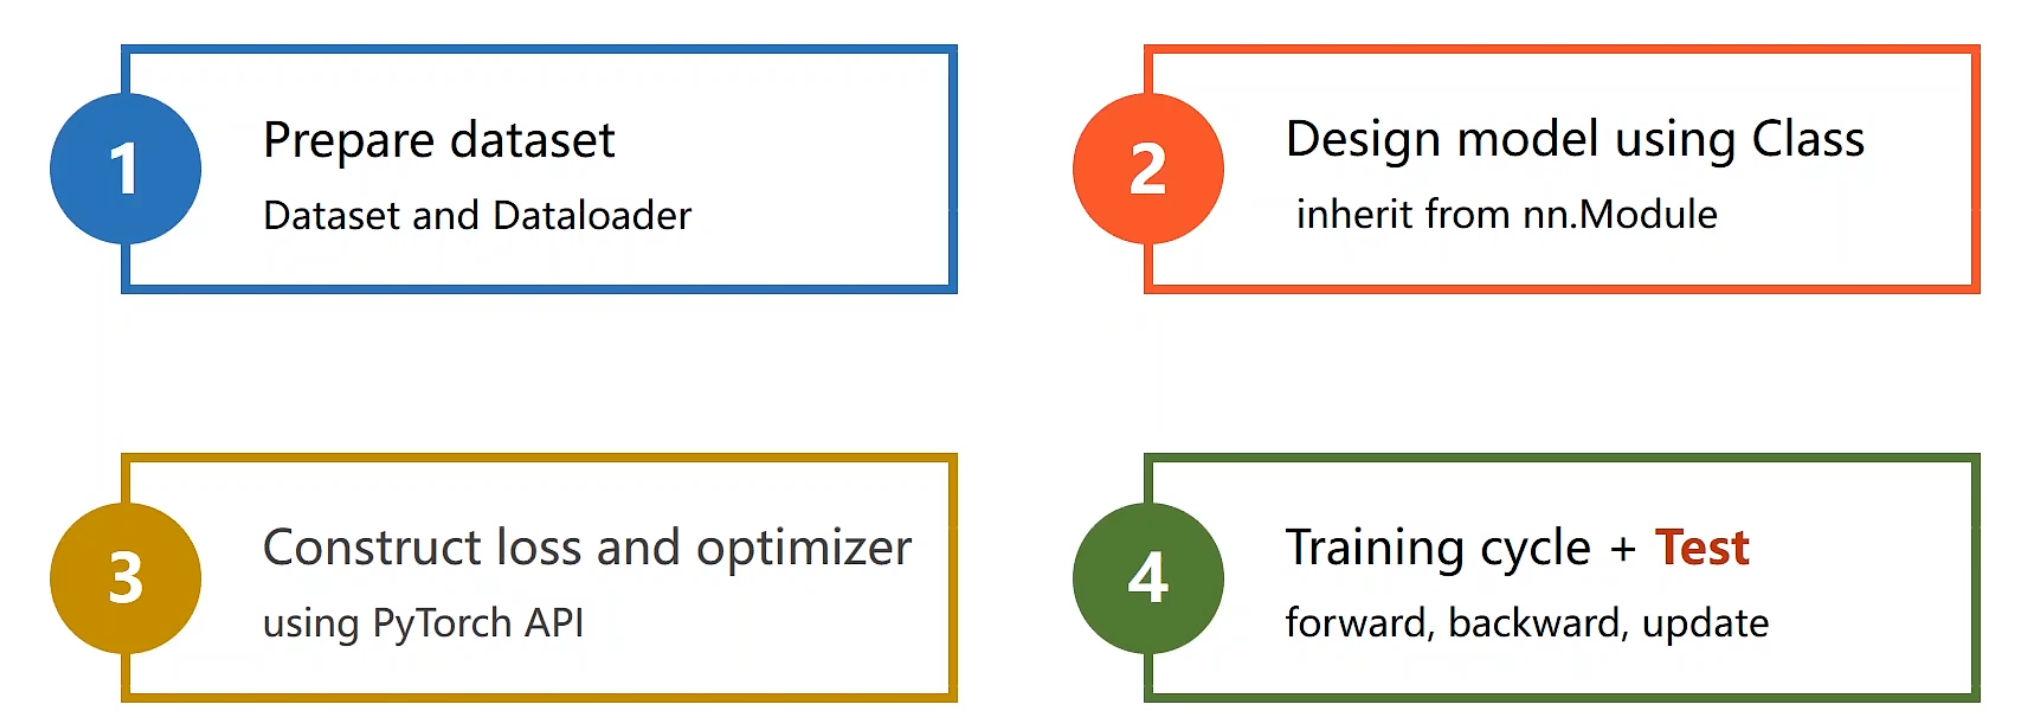 1
Prepare dataset
Dataset and Dataloader
2
Design model using Class
inherit from nn.Module
3
Construct loss and optimizer
using PyTorch API
4
Training cycle + Test
forward, backward, update